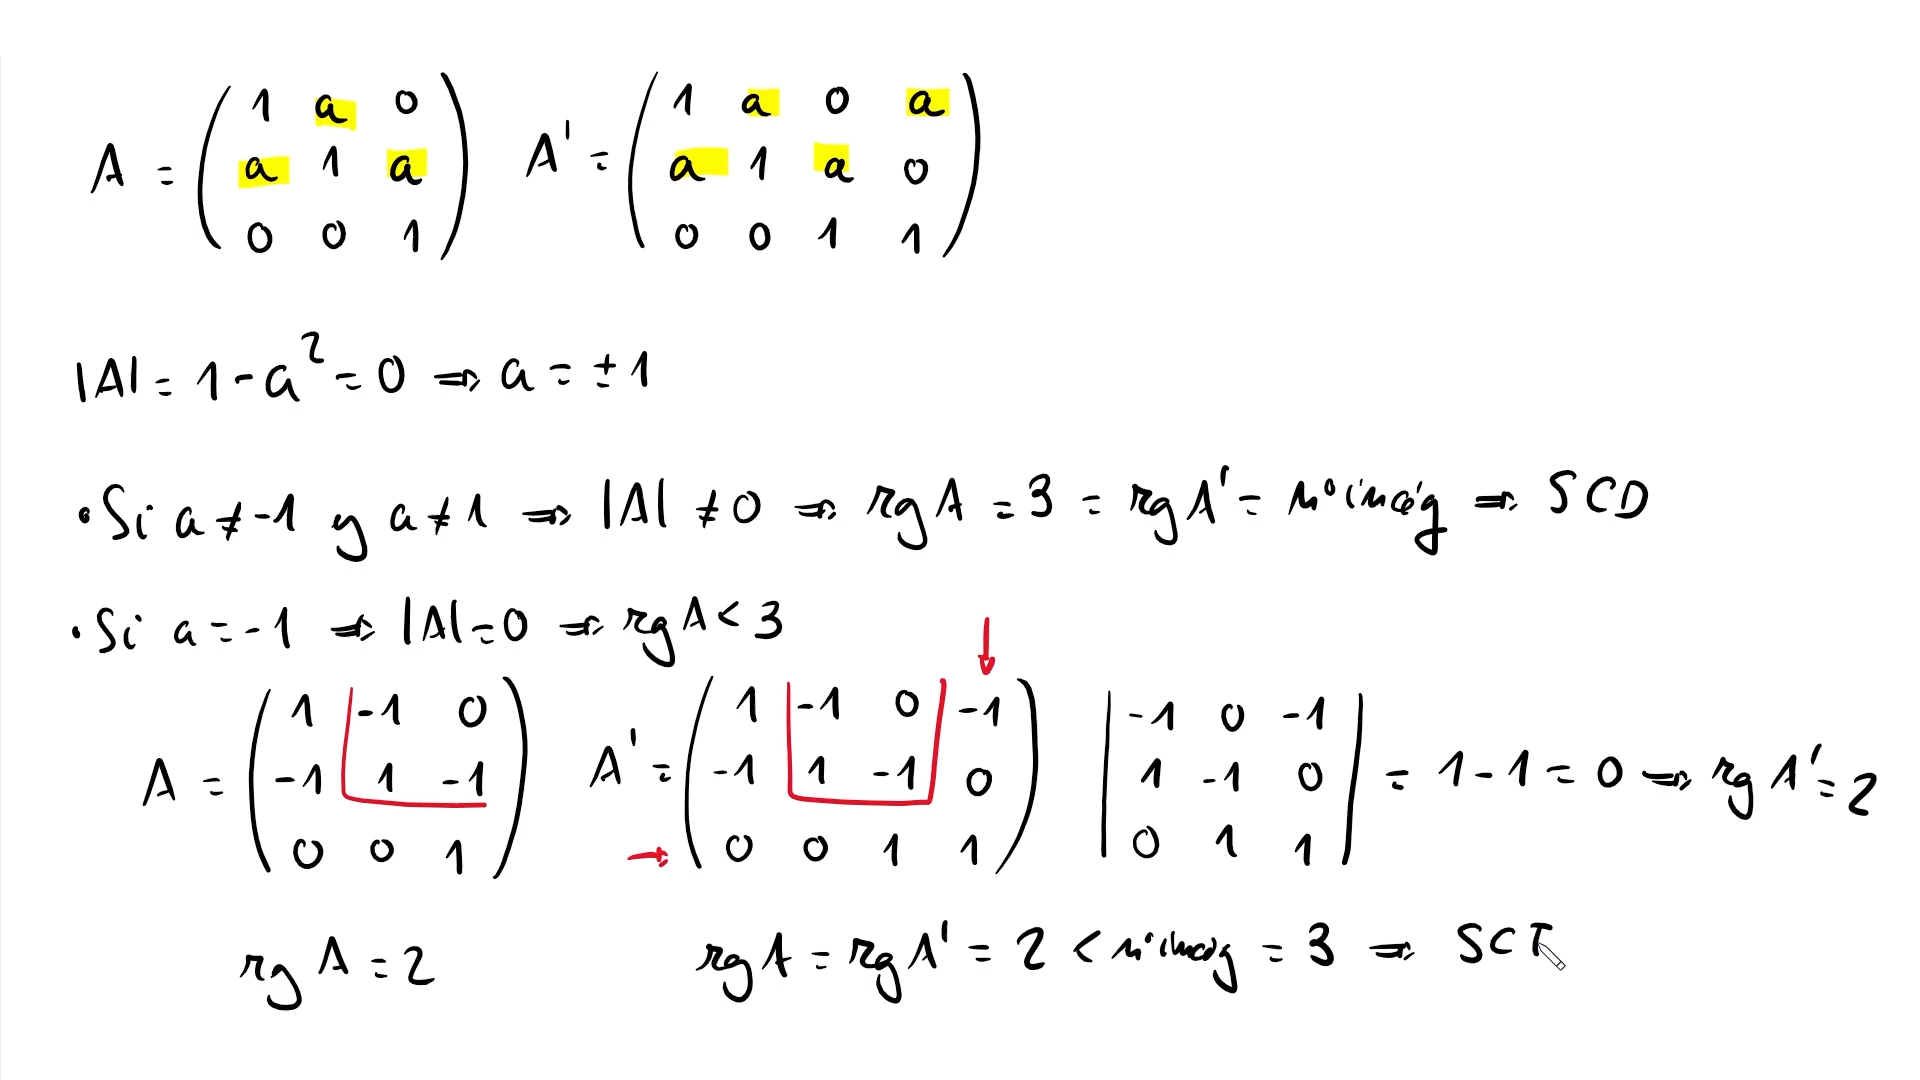 A = ( 1 a 0 ; a 1 a ; 0 0 1 ) A' = ( 1 a 0 a ; a 1 a 0 ; 0 0 1 1 )
|A| = 1 - a² = 0 ⇒ a = ±1
• Si a ≠ -1 y a ≠ 1 ⇒ |A| ≠ 0 ⇒ rg A = 3 = rg A' = nº incóg ⇒ SCD
• Si a = -1 ⇒ |A| = 0 ⇒ rg A < 3
A = ( 1 -1 0 ; -1 1 -1 ; 0 0 1 ) A' = ( 1 -1 0 -1 ; -1 1 -1 0 ; 0 0 1 1 ) | -1 0 -1 ; 1 -1 0 ; 0 1 1 | = 1 - 1 = 0 ⇒ rg A' = 2
rg A = 2 rg A = rg A' = 2 < nº incóg = 3 ⇒ SC